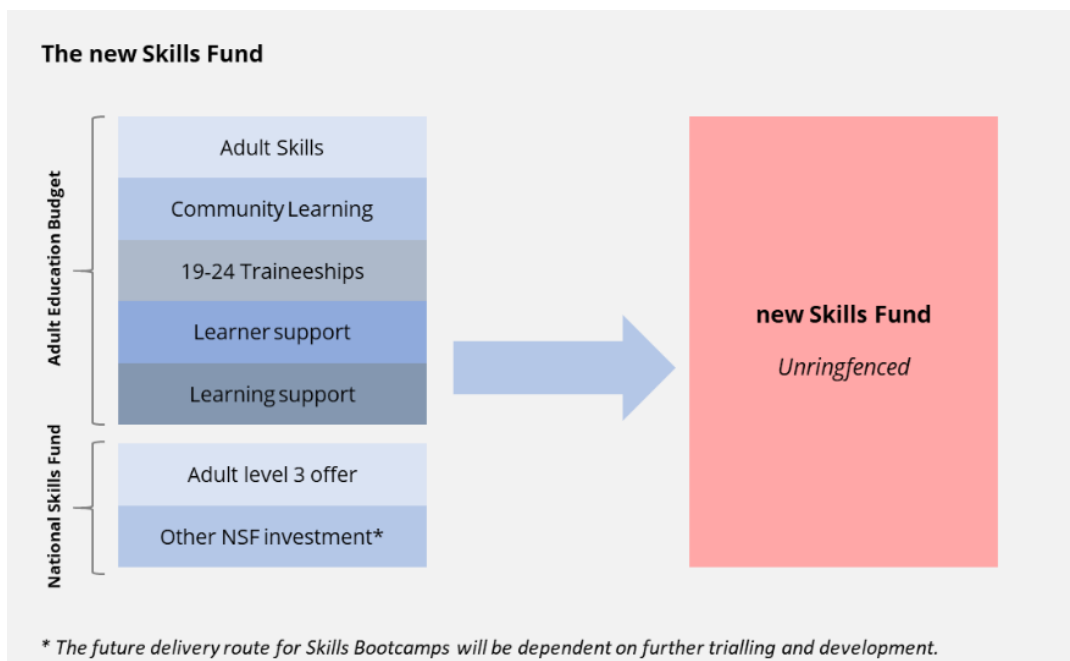 The new Skills Fund
Adult Education Budget
Adult Skills
Community Learning
19-24 Traineeships
Learner support
Learning support
National Skills Fund
Adult level 3 offer
Other NSF investment*
new Skills Fund
Unringfenced
* The future delivery route for Skills Bootcamps will be dependent on further trialling and development.